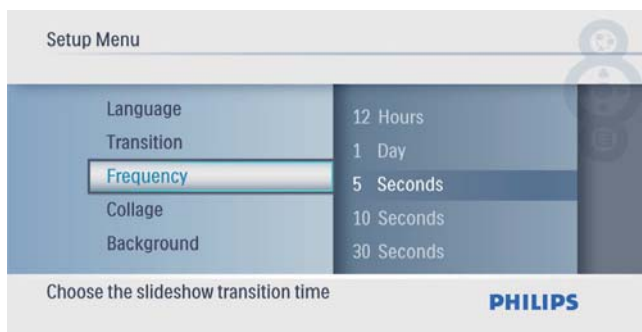 Setup Menu
Language
Transition
Frequency
Collage
Background
12 Hours
1 Day
5 Seconds
10 Seconds
30 Seconds
Choose the slideshow transition time
PHILIPS